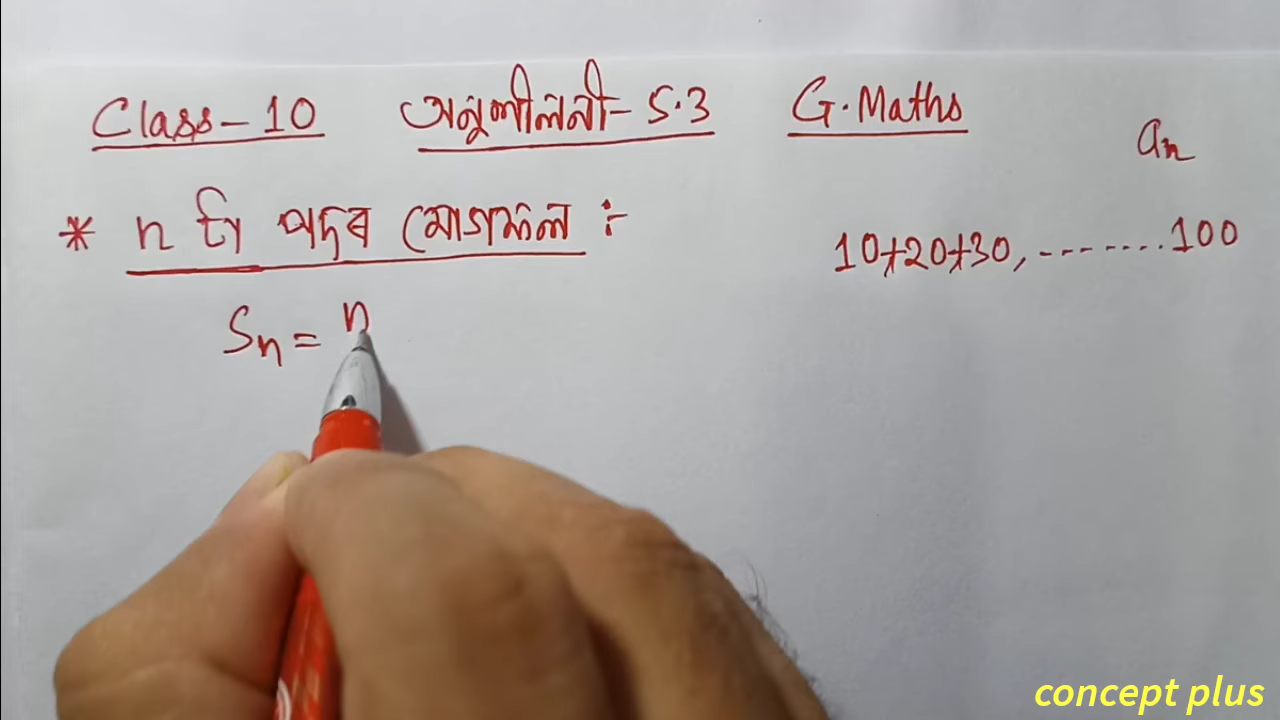 Class - 10 অনুশীলনী - 5.3 G. Maths
an
* n টা পদৰ যোগফল :-
10+20+30, ........100
Sn = n
concept plus